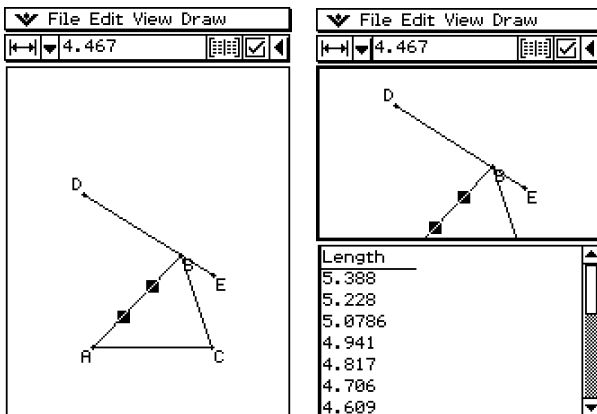 File Edit View Draw
4.467
D
B
E
A
C
File Edit View Draw
4.467
D
B
E
Length
5.388
5.228
5.0786
4.941
4.817
4.706
4.609